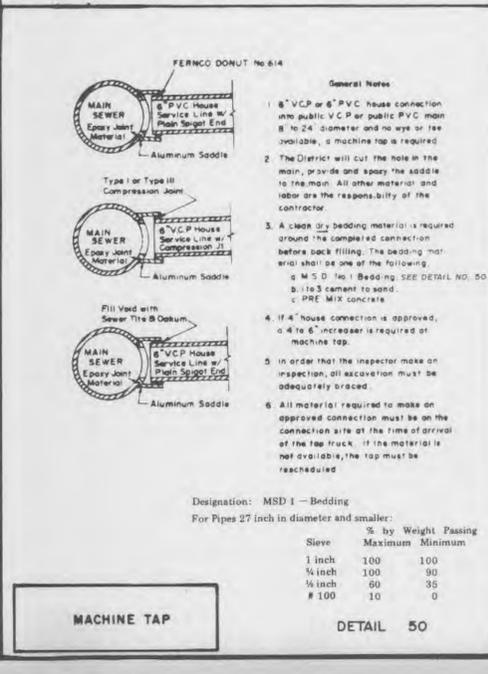 FERNCO DONUT No 614
MAIN
SEWER
Epoxy Joint
Material
6" PVC House
Service Line w/
Plain Spigot End
Aluminum Saddle
Type I or Type III
Compression Joint
MAIN
SEWER
Epoxy Joint
Material
6" V.C.P House
Service Line w/
Compression Jt
Aluminum Saddle
Fill Void with
Sewer Tite & Oakum
MAIN
SEWER
Epoxy Joint
Material
6" V.C.P House
Service Line w/
Plain Spigot End
Aluminum Saddle
General Notes
1 6" V.C.P or 6" P.V.C. house connection
into public V.C.P or public PVC main
8" to 24" diameter and no wye or tee
available, a machine tap is required
2 The District will cut the hole in the
main, provide and epoxy the saddle
to the main. All other material and
labor are the responsibility of the
contractor.
3. A clean dry bedding material is required
around the completed connection
before back filling. The bedding mat-
erial shall be one of the following.
a M S D No 1 Bedding. SEE DETAIL NO. 50
b. 1 to 3 cement to sand.
c PRE MIX concrete
4. If 4" house connection is approved,
a 4 to 6" increaser is required at
machine tap.
5 In order that the inspector make an
inspection, all excavation must be
adequately braced.
6. All material required to make an
approved connection must be on the
connection site at the time of arrival
of the tap truck. If the material is
not available, the tap must be
rescheduled
Designation: MSD 1 — Bedding
For Pipes 27 inch in diameter and smaller:
% by Weight Passing
Sieve Maximum Minimum
1 inch 100 100
¾ inch 100 90
½ inch 60 35
# 100 10 0
MACHINE TAP
DETAIL 50